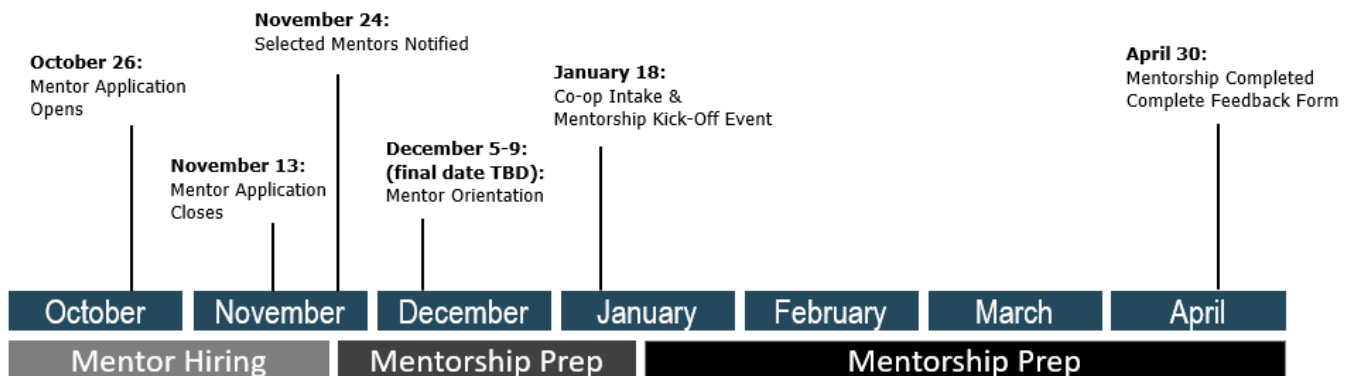 November 24:
Selected Mentors Notified
October 26:
Mentor Application
Opens
November 13:
Mentor Application
Closes
December 5-9:
(final date TBD):
Mentor Orientation
January 18:
Co-op Intake &
Mentorship Kick-Off Event
April 30:
Mentorship Completed
Complete Feedback Form
October November December January February March April
Mentor Hiring Mentorship Prep Mentorship Prep